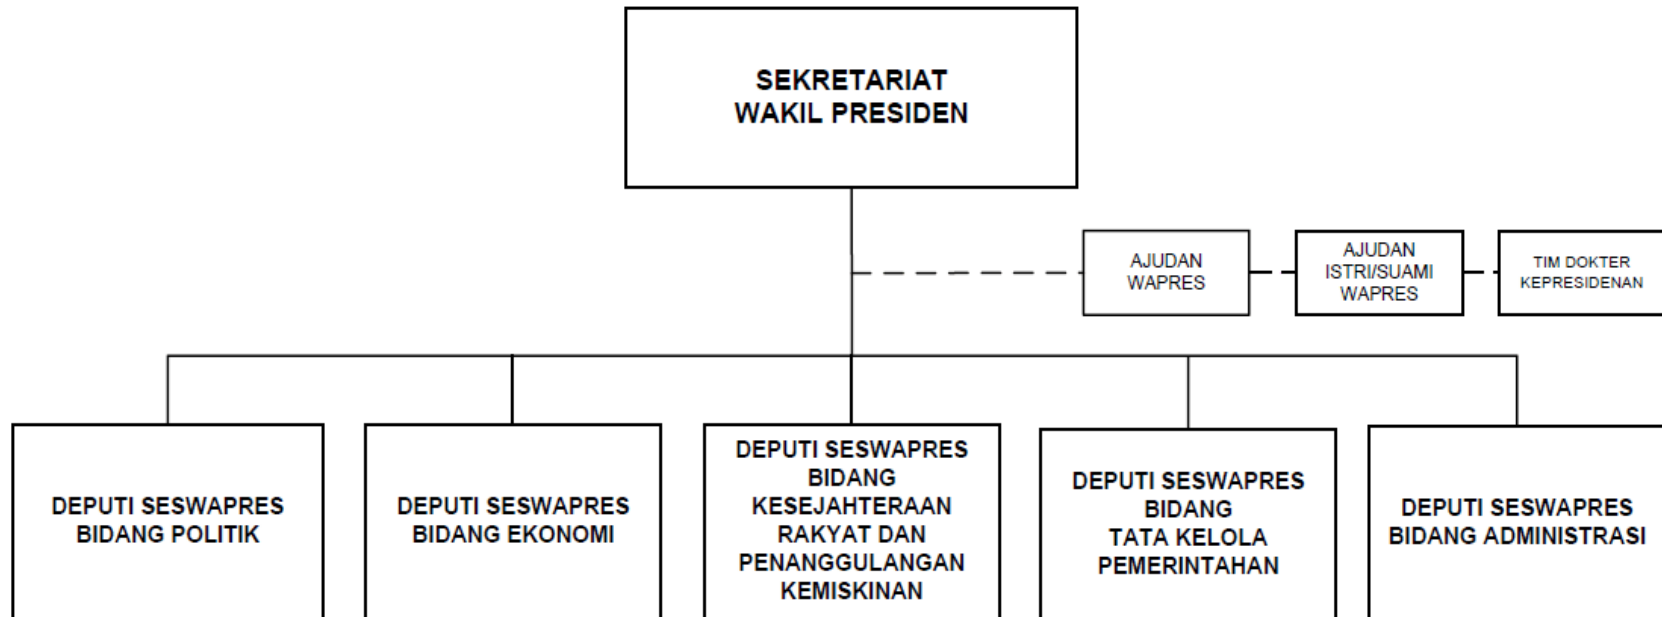 SEKRETARIAT
WAKIL PRESIDEN
AJUDAN
WAPRES
AJUDAN
ISTRI/SUAMI
WAPRES
TIM DOKTER
KEPRESIDENAN
DEPUTI SESWAPRES
BIDANG POLITIK
DEPUTI SESWAPRES
BIDANG EKONOMI
DEPUTI SESWAPRES
BIDANG
KESEJAHTERAAN
RAKYAT DAN
PENANGGULANGAN
KEMISKINAN
DEPUTI SESWAPRES
BIDANG
TATA KELOLA
PEMERINTAHAN
DEPUTI SESWAPRES
BIDANG ADMINISTRASI